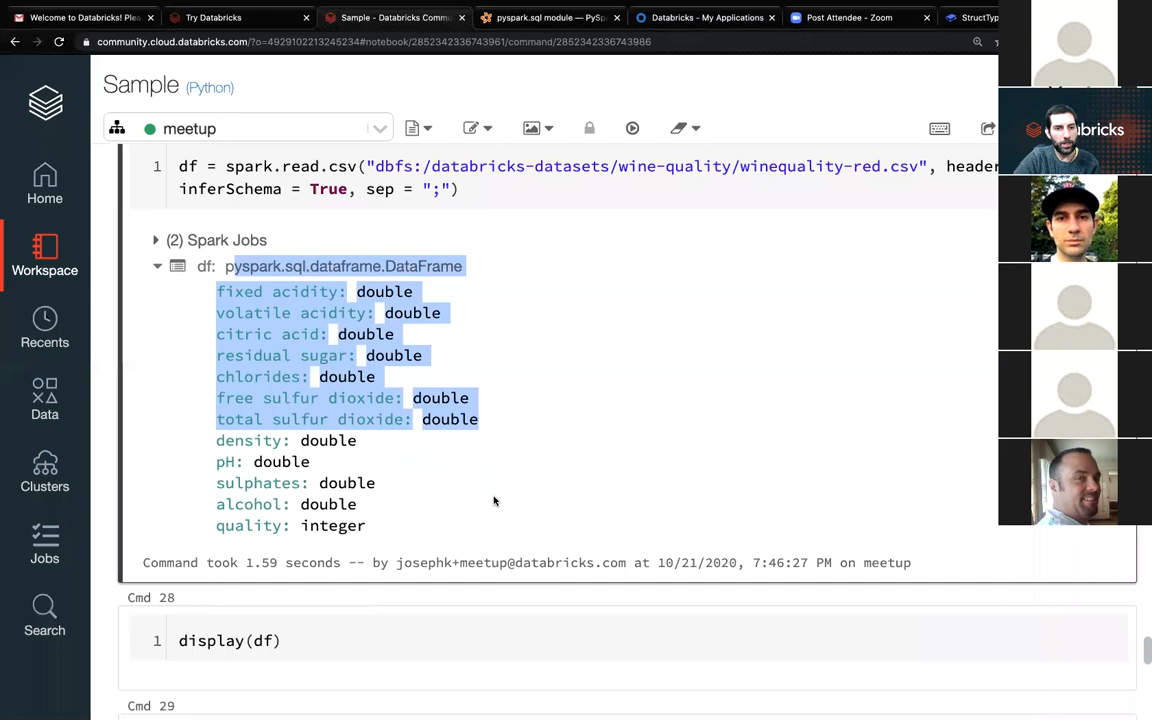 Welcome to Databricks! Plea
Try Databricks
Sample - Databricks Commu
pyspark.sql module — PySp
Databricks - My Applications
Post Attendee - Zoom
StructTyp
community.cloud.databricks.com/?o=4929102213245234#notebook/2852342336743961/command/2852342336743986
Sample (Python)
meetup
Home
Workspace
Recents
Data
Clusters
Jobs
Search
1 df = spark.read.csv("dbfs:/databricks-datasets/wine-quality/winequality-red.csv", header
inferSchema = True, sep = ";")
(2) Spark Jobs
df: pyspark.sql.dataframe.DataFrame
fixed acidity: double
volatile acidity: double
citric acid: double
residual sugar: double
chlorides: double
free sulfur dioxide: double
total sulfur dioxide: double
density: double
pH: double
sulphates: double
alcohol: double
quality: integer
Command took 1.59 seconds -- by josephk+meetup@databricks.com at 10/21/2020, 7:46:27 PM on meetup
Cmd 28
1 display(df)
Cmd 29